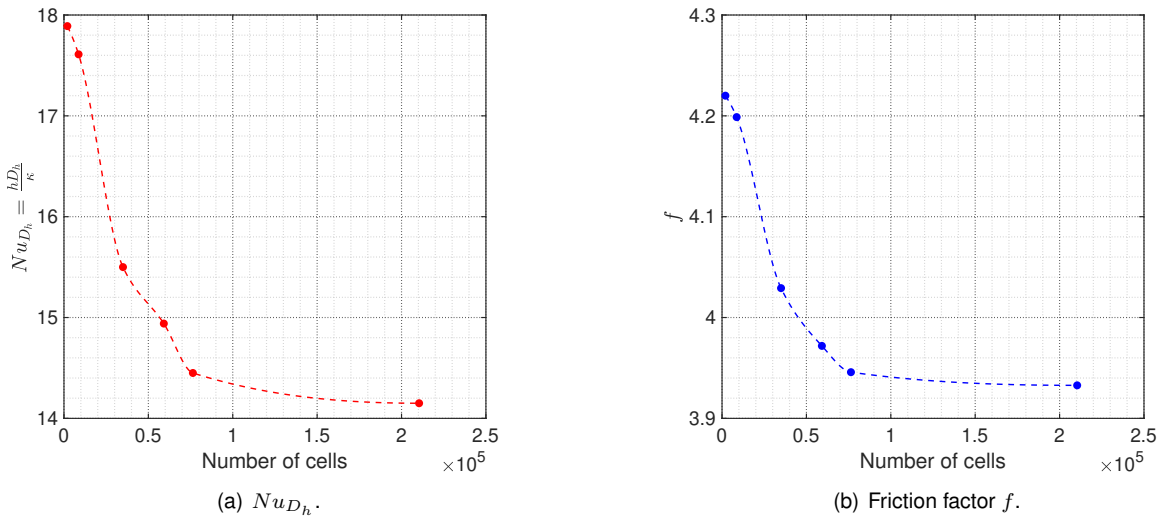 18
17
16
15
14
Nu_{D_h} = \frac{hD_h}{\kappa}
0 0.5 1 1.5 2 2.5
Number of cells ×10^5
(a) Nu_{D_h}.
4.3
4.2
4.1
4
3.9
f
0 0.5 1 1.5 2 2.5
Number of cells ×10^5
(b) Friction factor f.